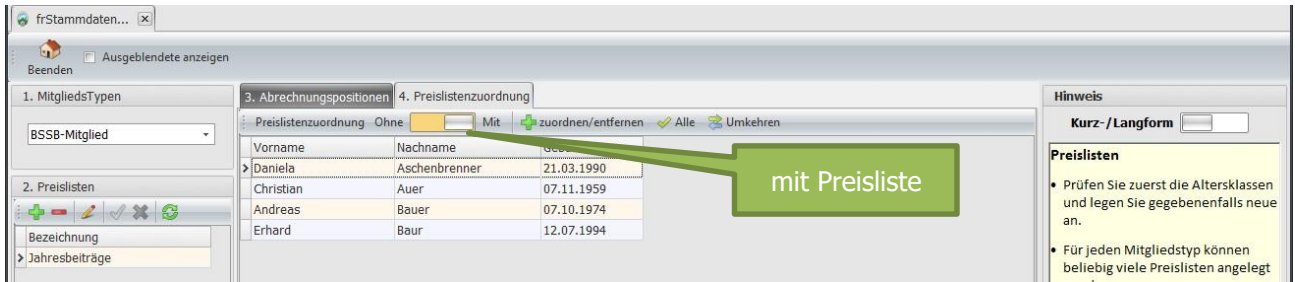 frStammdaten...
Beenden
Ausgeblendete anzeigen
1. MitgliedsTypen
BSSB-Mitglied
2. Preislisten
Bezeichnung
Jahresbeiträge
3. Abrechnungspositionen
4. Preislistenzuordnung
Preislistenzuordnung Ohne Mit zuordnen/entfernen Alle Umkehren
Vorname Nachname
Daniela Aschenbrenner 21.03.1990
Christian Auer 07.11.1959
Andreas Bauer 07.10.1974
Erhard Baur 12.07.1994
mit Preisliste
Hinweis
Kurz-/Langform
Preislisten
• Prüfen Sie zuerst die Altersklassen
und legen Sie gegebenenfalls neue
an.
• Für jeden Mitgliedstyp können
beliebig viele Preislisten angelegt